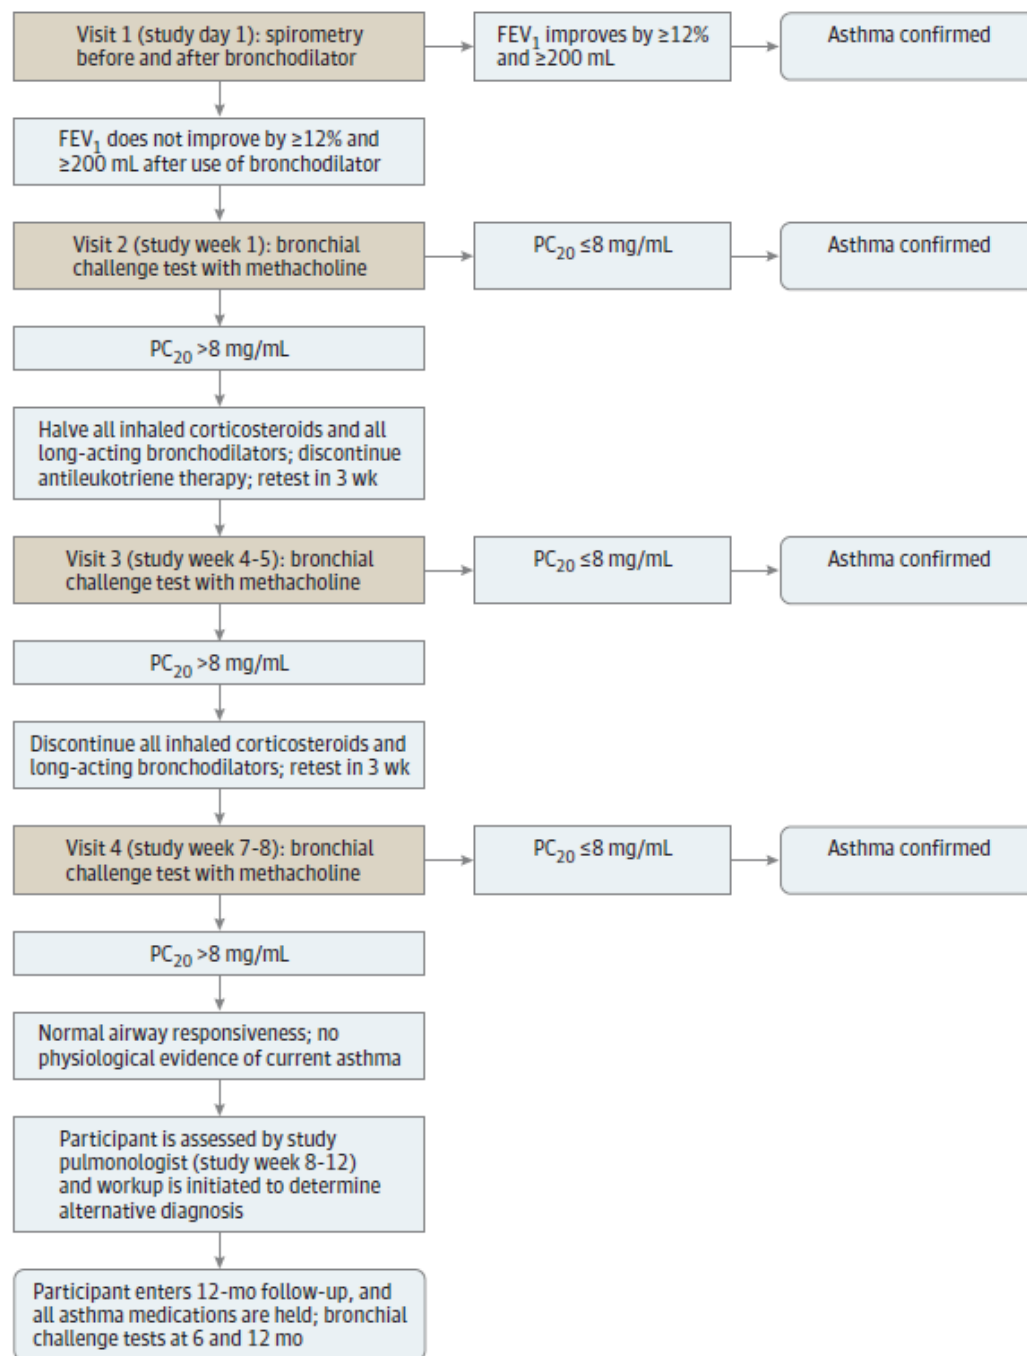 Visit 1 (study day 1): spirometry
before and after bronchodilator
FEV₁ improves by ≥12%
and ≥200 mL
Asthma confirmed
FEV₁ does not improve by ≥12% and
≥200 mL after use of bronchodilator
Visit 2 (study week 1): bronchial
challenge test with methacholine
PC₂₀ ≤8 mg/mL
Asthma confirmed
PC₂₀ >8 mg/mL
Halve all inhaled corticosteroids and all
long-acting bronchodilators; discontinue
antileukotriene therapy; retest in 3 wk
Visit 3 (study week 4-5): bronchial
challenge test with methacholine
PC₂₀ ≤8 mg/mL
Asthma confirmed
PC₂₀ >8 mg/mL
Discontinue all inhaled corticosteroids and
long-acting bronchodilators; retest in 3 wk
Visit 4 (study week 7-8): bronchial
challenge test with methacholine
PC₂₀ ≤8 mg/mL
Asthma confirmed
PC₂₀ >8 mg/mL
Normal airway responsiveness; no
physiological evidence of current asthma
Participant is assessed by study
pulmonologist (study week 8-12)
and workup is initiated to determine
alternative diagnosis
Participant enters 12-mo follow-up, and
all asthma medications are held; bronchial
challenge tests at 6 and 12 mo